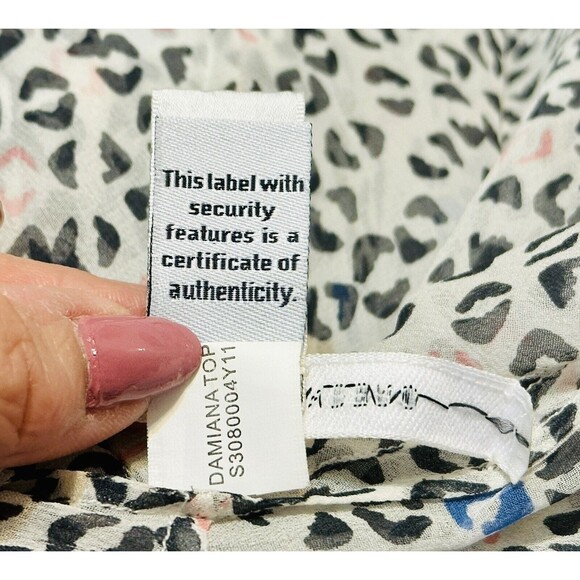 This label with
security
features is a
certificate of
authenticity.
DAMIANA TOP
S3080004Y11